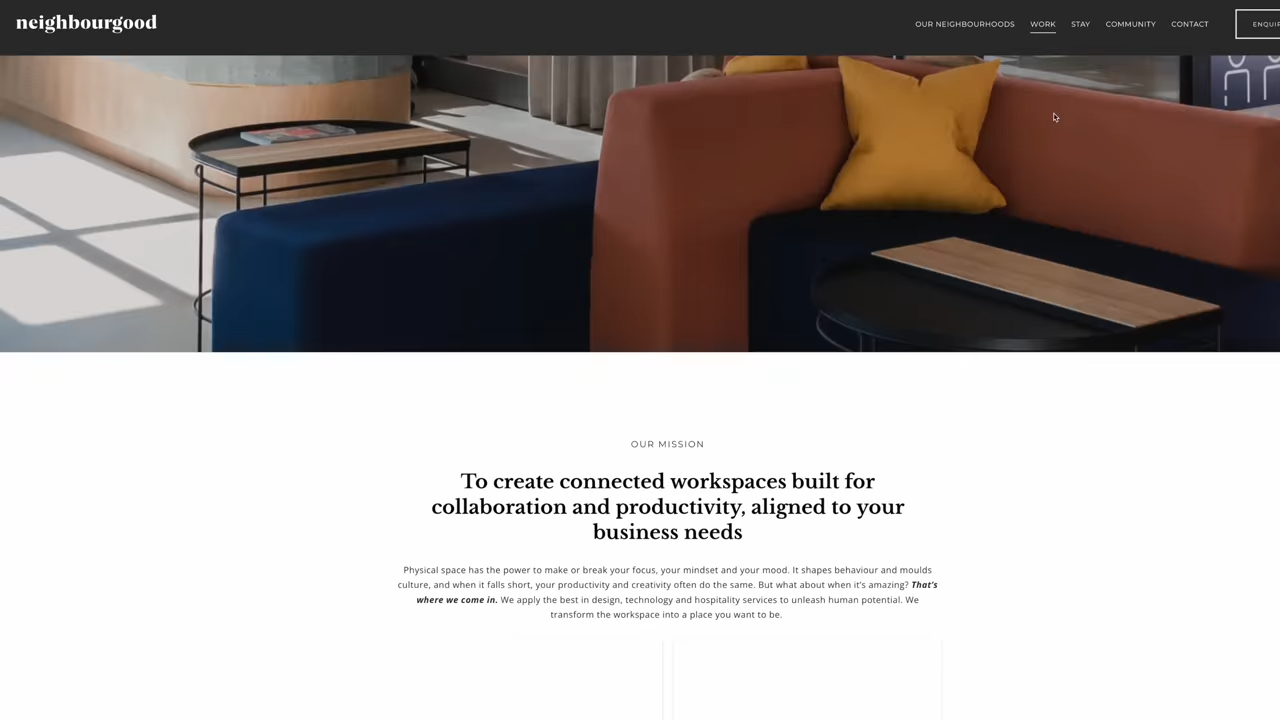 neighbourgood
OUR NEIGHBOURHOODS WORK STAY COMMUNITY CONTACT
OUR MISSION
To create connected workspaces built for
collaboration and productivity, aligned to your
business needs
Physical space has the power to make or break your focus, your mindset and your mood. It shapes behaviour and moulds
culture, and when it falls short, your productivity and creativity often do the same. But what about when it's amazing? That's
where we come in. We apply the best in design, technology and hospitality services to unleash human potential. We
transform the workspace into a place you want to be.